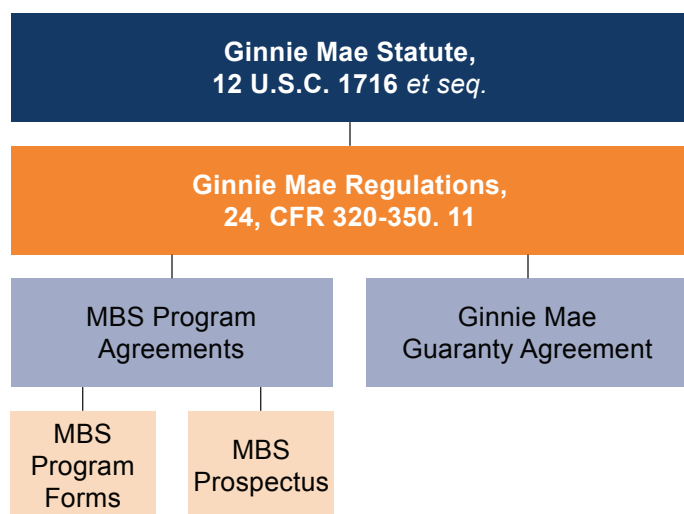 Ginnie Mae Statute,
12 U.S.C. 1716 et seq.
Ginnie Mae Regulations,
24, CFR 320-350. 11
MBS Program
Agreements
Ginnie Mae
Guaranty Agreement
MBS
Program
Forms
MBS
Prospectus